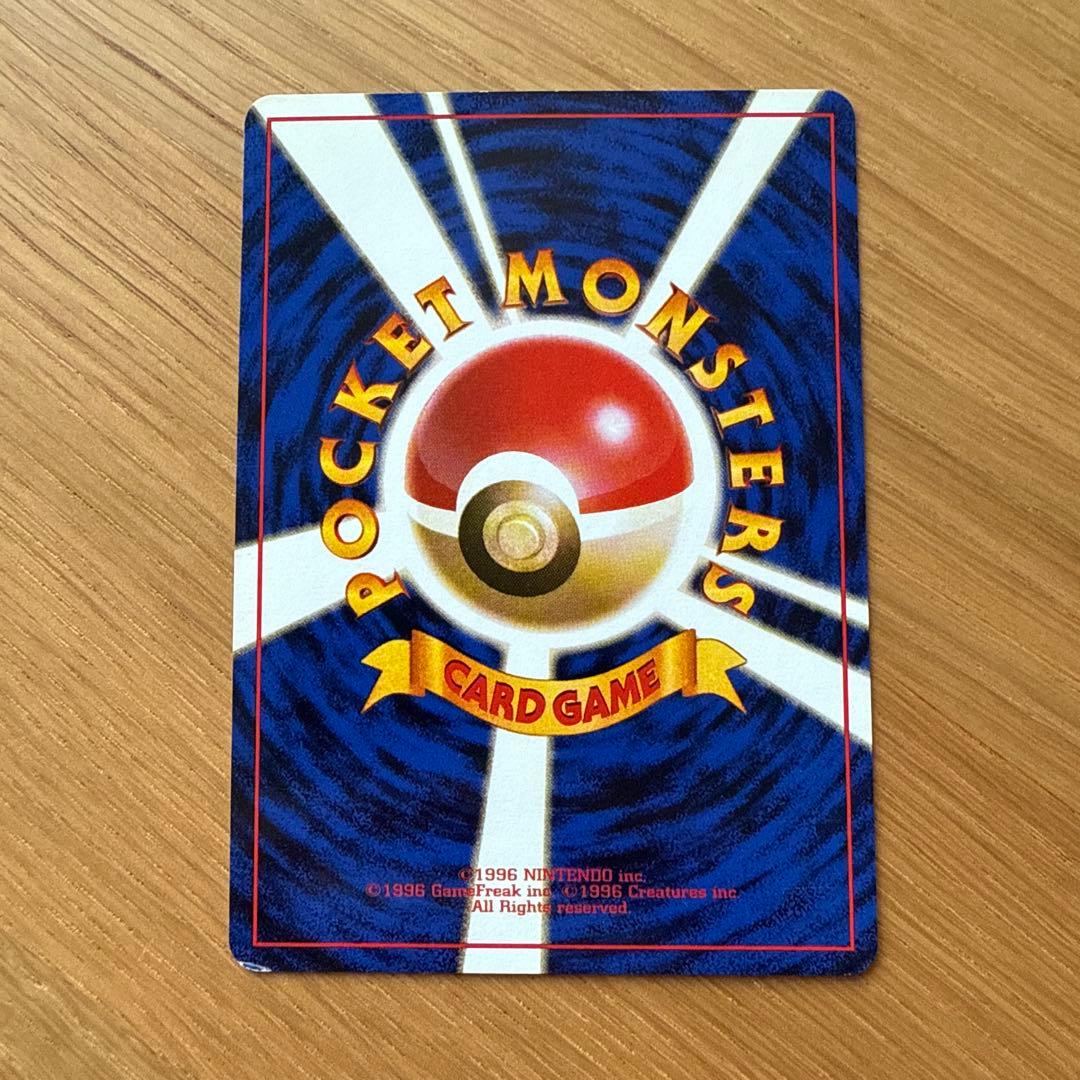 POCKET MONSTERS
CARD GAME
©1996 NINTENDO inc.
©1996 GameFreak inc. ©1996 Creatures inc.
All Rights reserved.